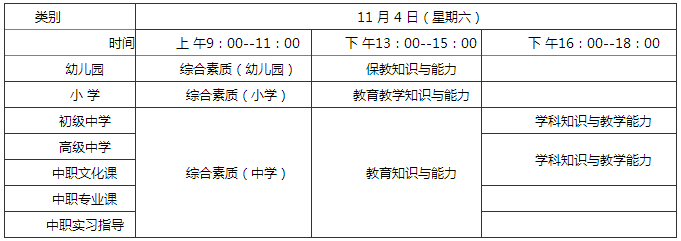 类别 11 月 4 日（星期六）
时间 上 午9：00--11：00 下 午13：00--15：00 下 午16：00--18：00
幼儿园 综合素质（幼儿园） 保教知识与能力
小 学 综合素质（小学） 教育教学知识与能力
初级中学 学科知识与教学能力
高级中学
学科知识与教学能力
中职文化课 综合素质（中学） 教育知识与能力
中职专业课
中职实习指导